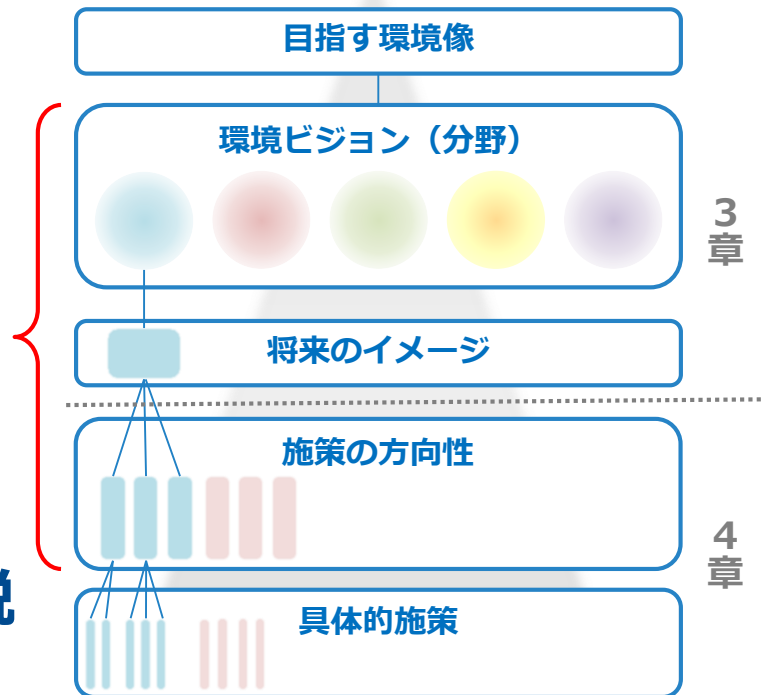 目指す環境像
環境ビジョン（分野）
3章
将来のイメージ
施策の方向性
4章
具体的施策